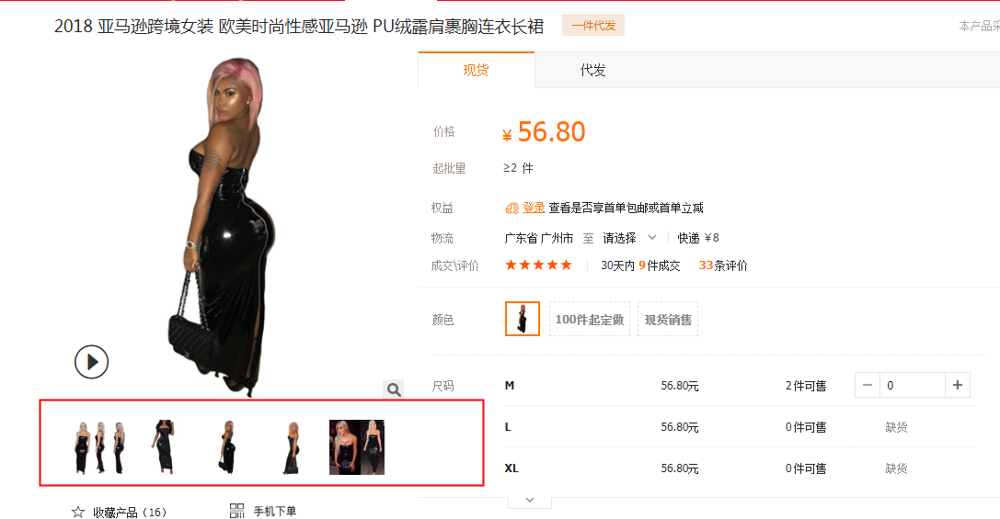 2018 亚马逊跨境女装 欧美时尚性感亚马逊 PU绒露肩裹胸连衣长裙 一件代发 本产品采
现货 代发
价格 ¥ 56.80
起批量 ≥2 件
权益 登录 查看是否享首单包邮或首单立减
物流 广东省 广州市 至 请选择 快递 ¥8
成交\评价 30天内 9件成交 33条评价
颜色 100件起定做 现货销售
尺码 M 56.80元 2件可售 0
L 56.80元 0件可售 缺货
XL 56.80元 0件可售 缺货
收藏产品（16） 手机下单